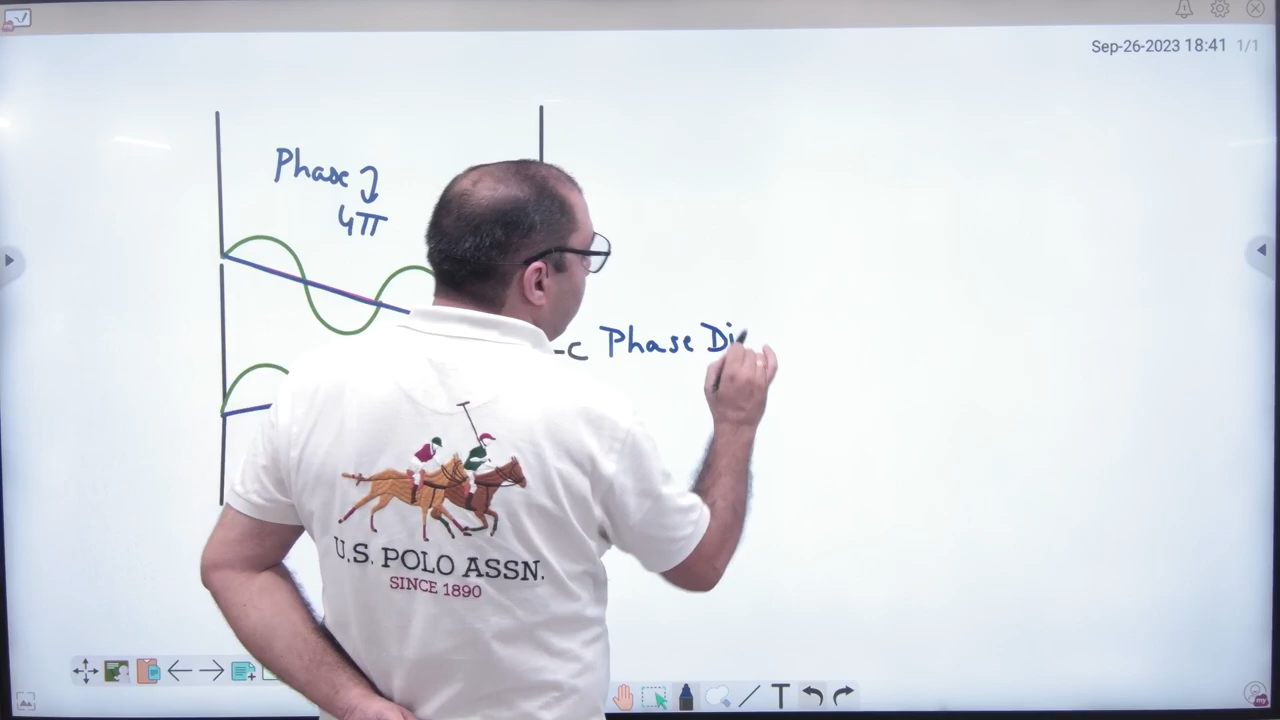 Sep-26-2023 18:41 1/1
Phase
4π
-C Phase Di
U.S. POLO ASSN.
SINCE 1890
T